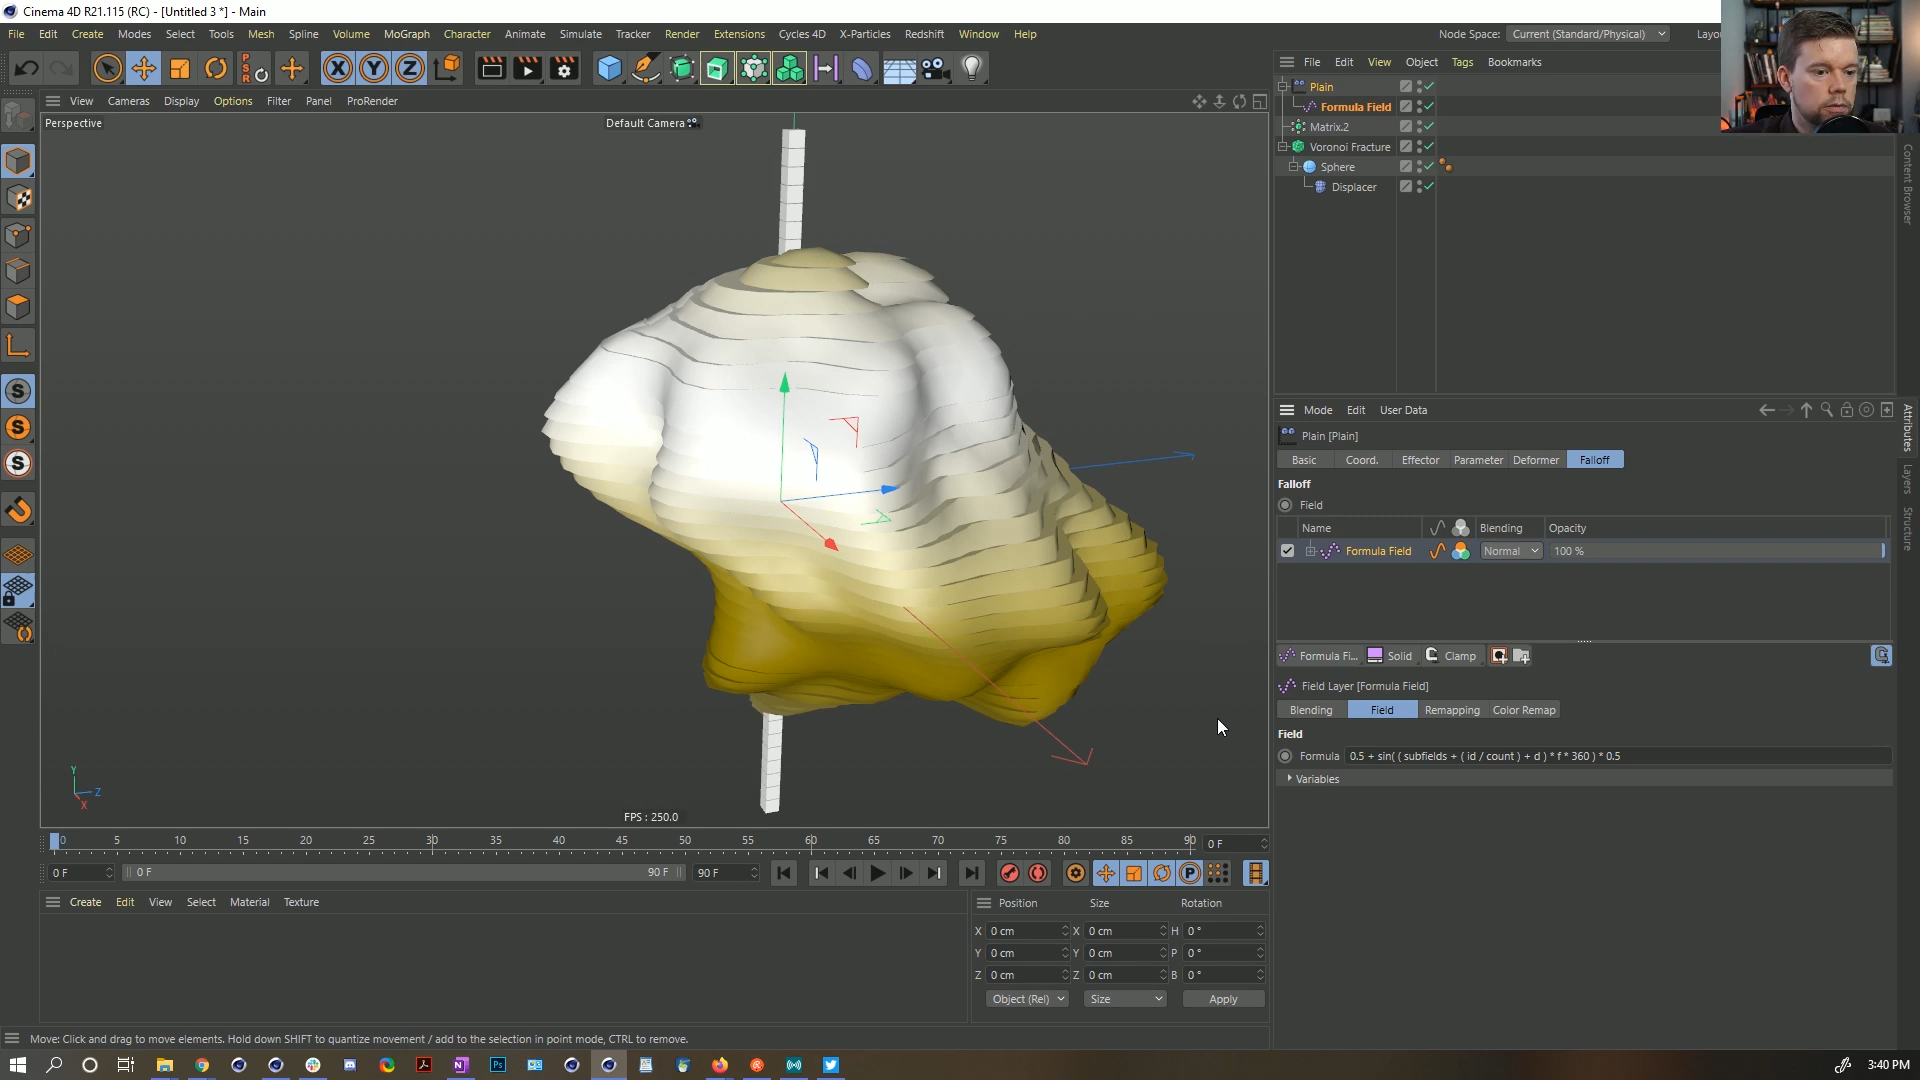 Cinema 4D R21.115 (RC) - [Untitled 3 *] - Main
File Edit Create Modes Select Tools Mesh Spline Volume MoGraph Character Animate Simulate Tracker Render Extensions Cycles 4D X-Particles Redshift Window Help Node Space: Current (Standard/Physical) Layou
PSR X Y Z
File Edit View Object Tags Bookmarks
View Cameras Display Options Filter Panel ProRender
Perspective Default Camera
Plain
Formula Field
Matrix.2
Voronoi Fracture
Sphere
Displacer
Content Browser
Mode Edit User Data
Plain [Plain]
Basic Coord. Effector Parameter Deformer Falloff
Falloff
Field
Name Blending Opacity
Formula Field Normal 100 %
Attributes
Layers
Structure
Formula Fi... Solid Clamp
Field Layer [Formula Field]
Blending Field Remapping Color Remap
Field
Formula 0.5 + sin( ( subfields + ( id / count ) + d ) * f * 360 ) * 0.5
Variables
Y
Z
X
FPS : 250.0
0 5 10 15 20 25 30 35 40 45 50 55 60 65 70 75 80 85 90 0 F
0 F 0 F 90 F 90 F
Create Edit View Select Material Texture
Position Size Rotation
X 0 cm X 0 cm H 0 °
Y 0 cm Y 0 cm P 0 °
Z 0 cm Z 0 cm B 0 °
Object (Rel) Size Apply
Move: Click and drag to move elements. Hold down SHIFT to quantize movement / add to the selection in point mode, CTRL to remove.
3:40 PM